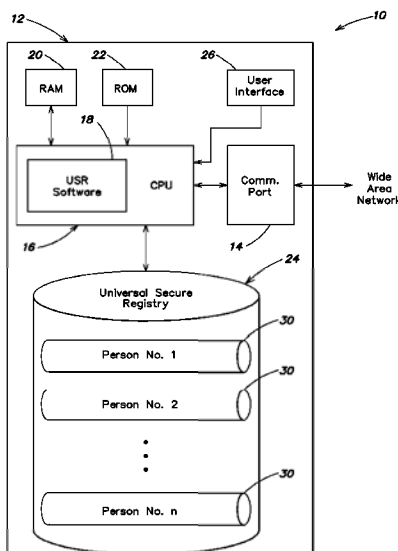 12
10
20
22
26
RAM
ROM
User
Interface
18
USR
Software
CPU
Comm.
Port
Wide
Area
Network
16
14
24
Universal Secure
Registry
30
Person No. 1
30
Person No. 2
30
Person No. n